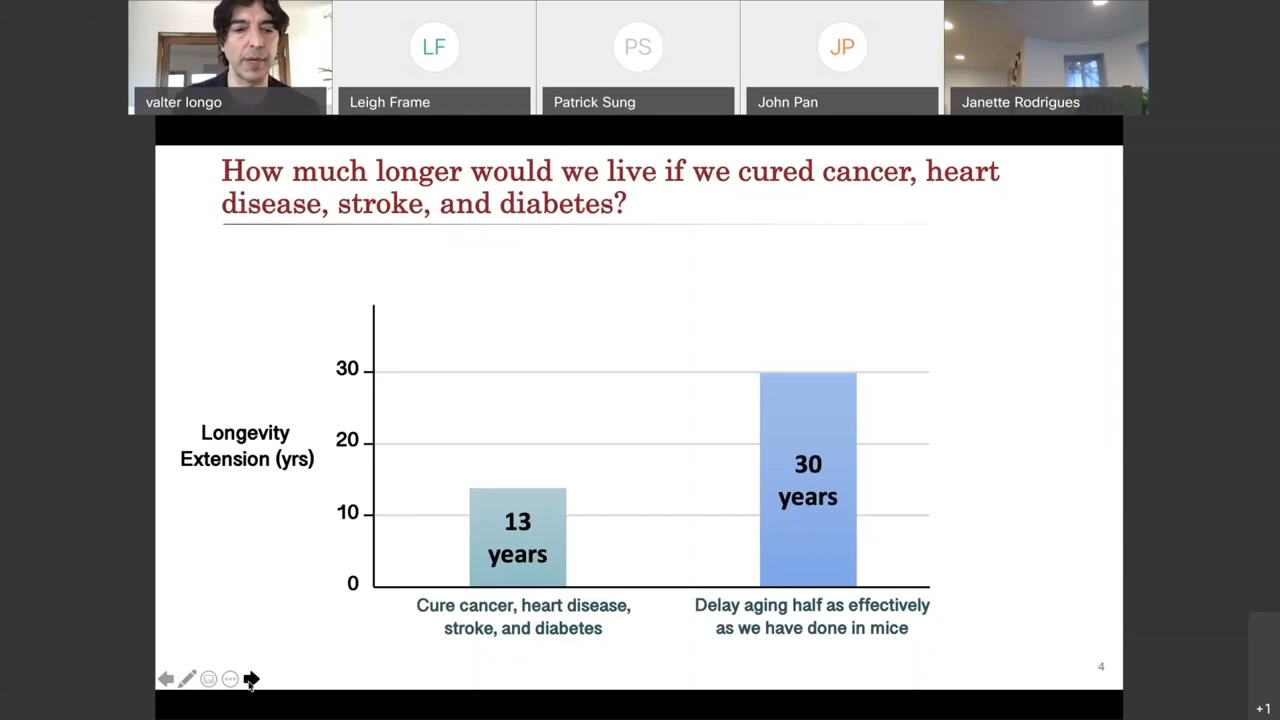 LF
PS
JP
valter longo
Leigh Frame
Patrick Sung
John Pan
Janette Rodrigues
How much longer would we live if we cured cancer, heart
disease, stroke, and diabetes?
30
20
10
0
Longevity
Extension (yrs)
13
years
30
years
Cure cancer, heart disease,
stroke, and diabetes
Delay aging half as effectively
as we have done in mice
4
+1